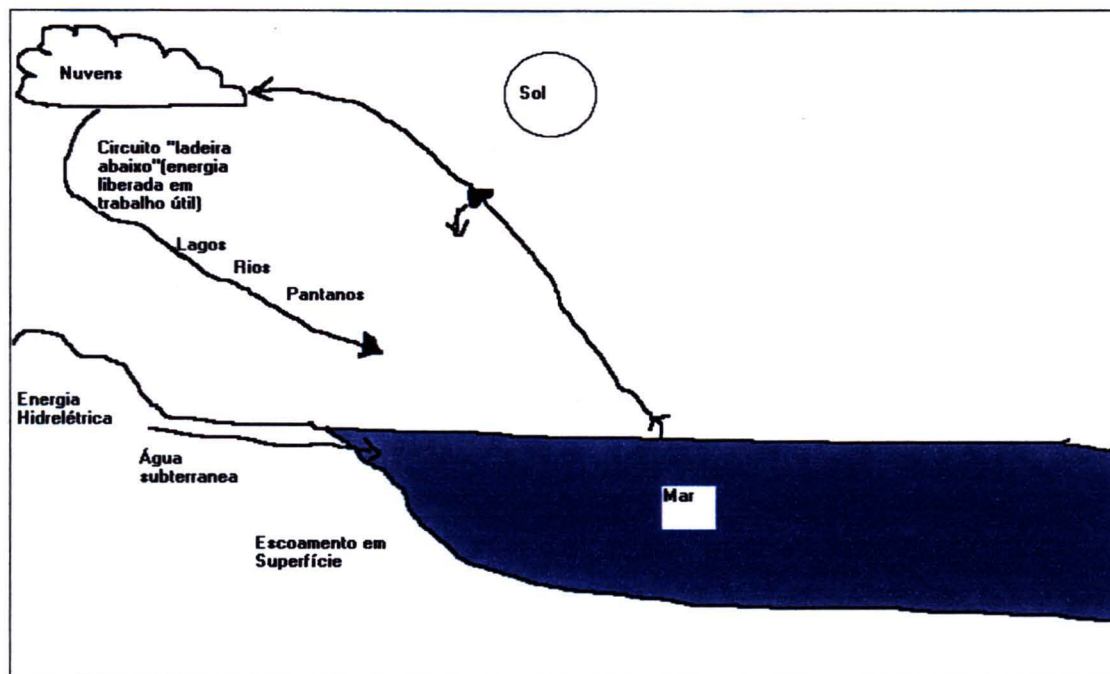 Nuvens
Sol
Circuito "ladeira
abaixo"(energia
liberada em
trabalho útil)
Lagos
Rios
Pantanos
Energia
Hidrelétrica
Água
subterranea
Mar
Escoamento em
Superfície